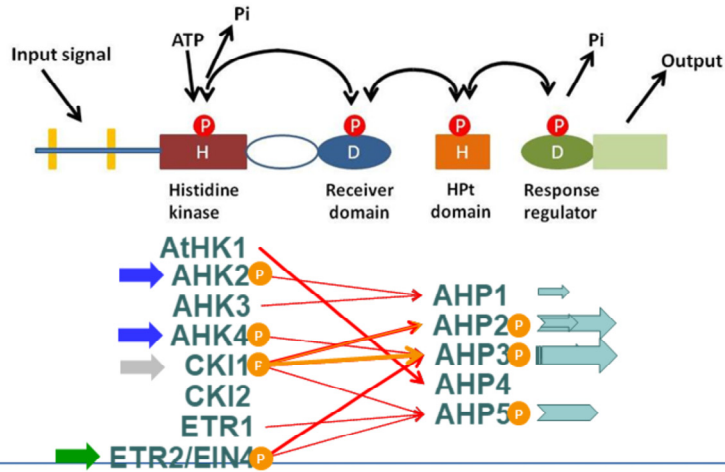 Pi
ATP
Input signal
Pi
Output
P
P
P
P
H
D
H
D
Histidine
kinase
Receiver
domain
HPt
domain
Response
regulator
AtHK1
AHK2 P
AHK3
AHK4 P
CKI1 P
CKI2
ETR1
ETR2/EIN4 P
AHP1
AHP2 P
AHP3 P
AHP4
AHP5 P